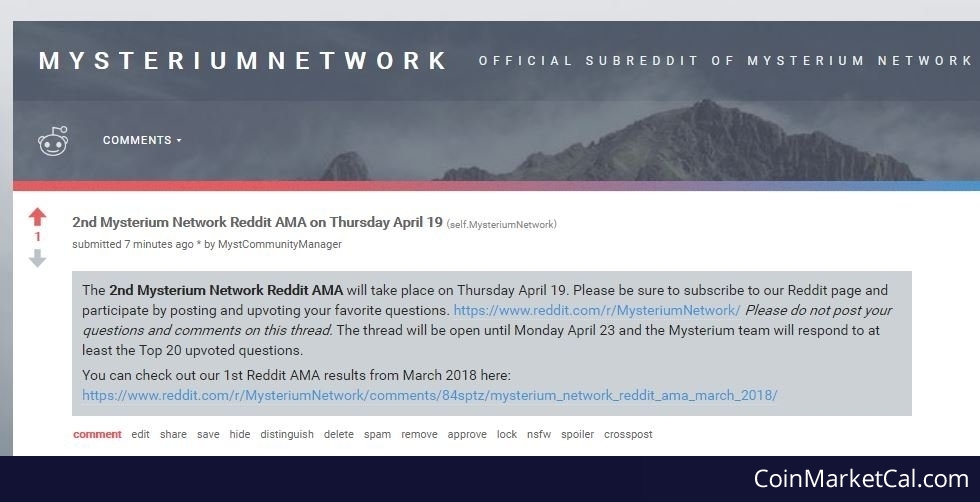 MYSTERIUMNETWORK OFFICIAL SUBREDDIT OF MYSTERIUM NETWORK
COMMENTS
2nd Mysterium Network Reddit AMA on Thursday April 19 (self.MysteriumNetwork)
1
submitted 7 minutes ago * by MystCommunityManager
The 2nd Mysterium Network Reddit AMA will take place on Thursday April 19. Please be sure to subscribe to our Reddit page and
participate by posting and upvoting your favorite questions. https://www.reddit.com/r/MysteriumNetwork/ Please do not post your
questions and comments on this thread. The thread will be open until Monday April 23 and the Mysterium team will respond to at
least the Top 20 upvoted questions.
You can check out our 1st Reddit AMA results from March 2018 here:
https://www.reddit.com/r/MysteriumNetwork/comments/84sptz/mysterium_network_reddit_ama_march_2018/
comment edit share save hide distinguish delete spam remove approve lock nsfw spoiler crosspost
CoinMarketCal.com